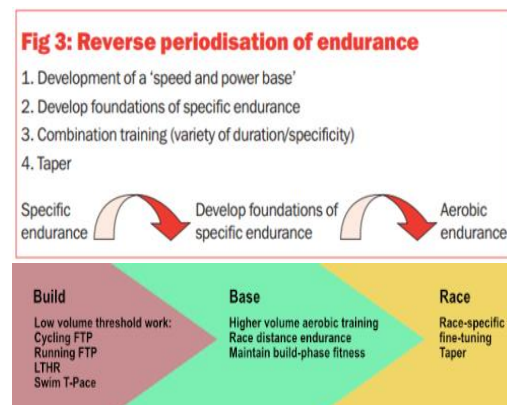 Fig 3: Reverse periodisation of endurance
1. Development of a ‘speed and power base’
2. Develop foundations of specific endurance
3. Combination training (variety of duration/specificity)
4. Taper
Specific
endurance
Develop foundations of
specific endurance
Aerobic
endurance
Build
Low volume threshold work:
Cycling FTP
Running FTP
LTHR
Swim T-Pace
Base
Higher volume aerobic training
Race distance endurance
Maintain build-phase fitness
Race
Race-specific
fine-tuning
Taper